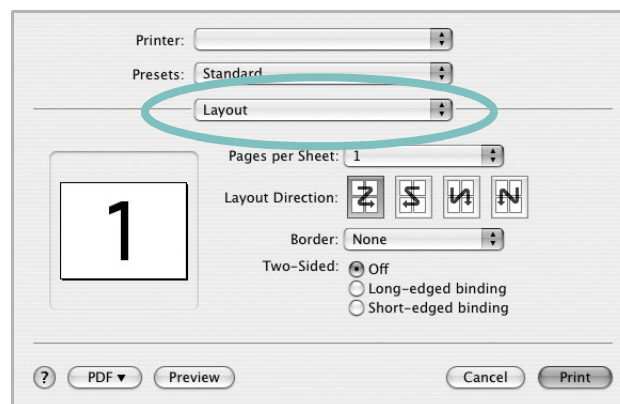 Printer:
Presets: Standard
Layout
Pages per Sheet: 1
Layout Direction:
1
Border: None
Two-Sided: Off
Long-edged binding
Short-edged binding
? PDF▼ Preview Cancel Print